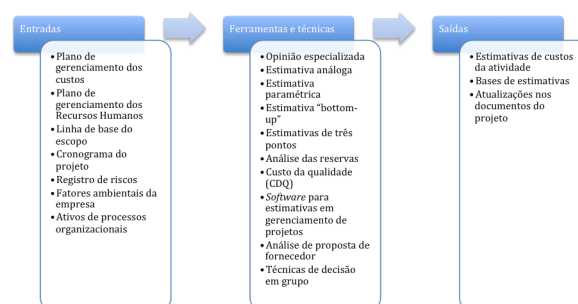 Entradas
• Plano de
gerenciamento dos
custos
• Plano de
gerenciamento dos
Recursos Humanos
• Linha de base do
escopo
• Cronograma do
projeto
• Registro de riscos
• Fatores ambientais da
empresa
• Ativos de processos
organizacionais
Ferramentas e técnicas
• Opinião especializada
• Estimativa análoga
• Estimativa
paramétrica
• Estimativa “bottom-
up”
• Estimativas de três
pontos
• Análise das reservas
• Custo da qualidade
(CDQ)
• Software para
estimativas em
gerenciamento de
projetos
• Análise de proposta de
fornecedor
• Técnicas de decisão
em grupo
Saídas
• Estimativas de custos
da atividade
• Bases de estimativas
• Atualizações nos
documentos do
projeto